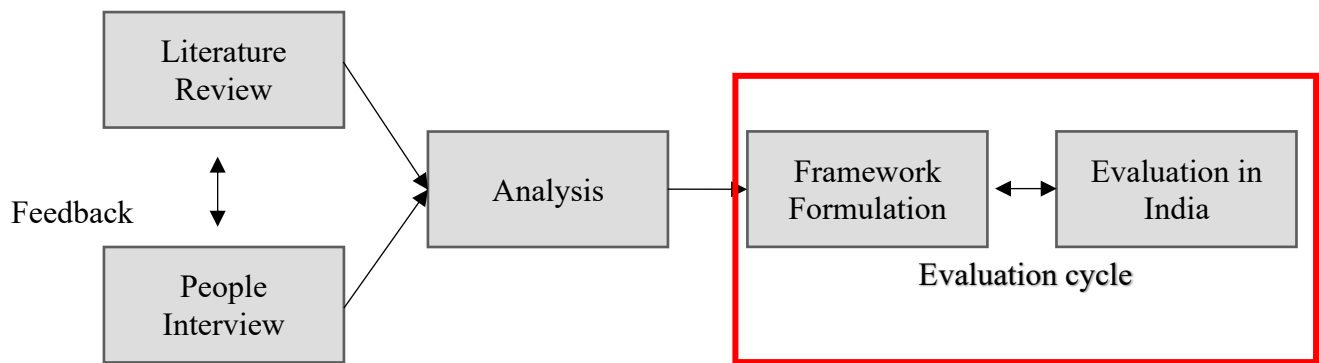 Literature
Review
Feedback
People
Interview
Analysis
Framework
Formulation
Evaluation in
India
Evaluation cycle